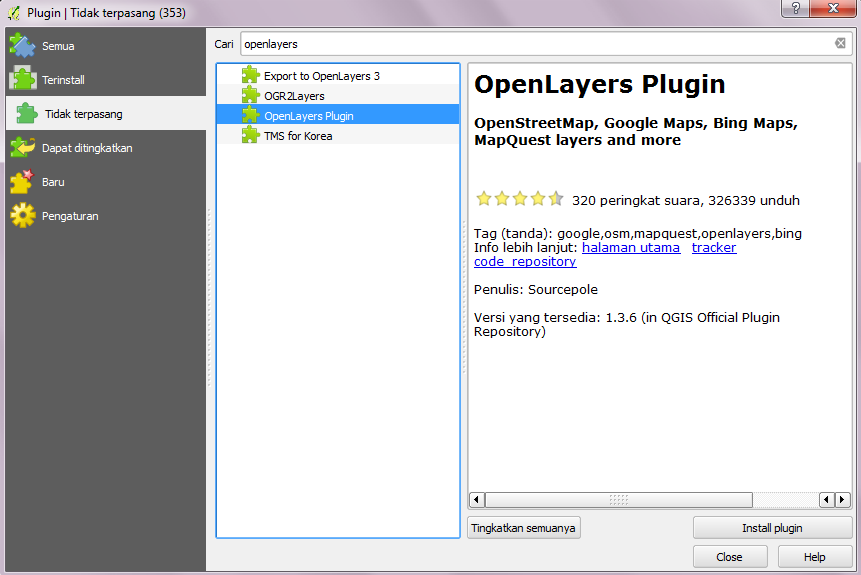 Plugin | Tidak terpasang (353)
Semua
Terinstall
Tidak terpasang
Dapat ditingkatkan
Baru
Pengaturan
Cari openlayers
Export to OpenLayers 3
OGR2Layers
OpenLayers Plugin
TMS for Korea
OpenLayers Plugin
OpenStreetMap, Google Maps, Bing Maps,
MapQuest layers and more
320 peringkat suara, 326339 unduh
Tag (tanda): google,osm,mapquest,openlayers,bing
Info lebih lanjut: halaman utama tracker
code_repository
Penulis: Sourcepole
Versi yang tersedia: 1.3.6 (in QGIS Official Plugin
Repository)
Tingkatkan semuanya
Install plugin
Close
Help